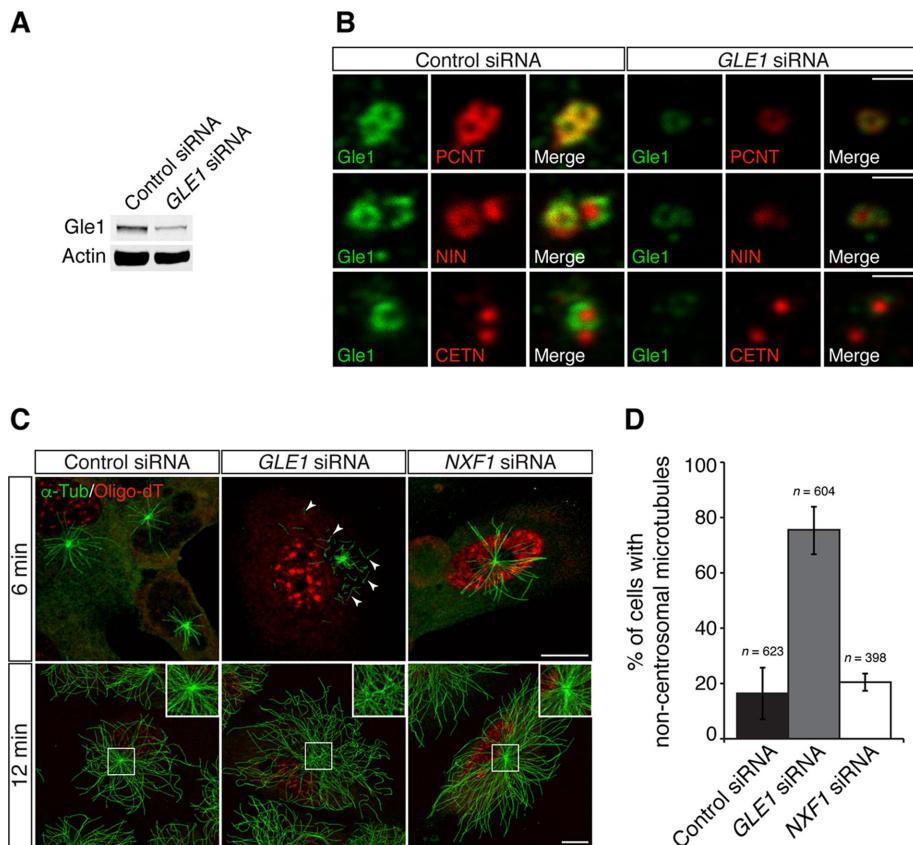 A
Control siRNA
GLE1 siRNA
Gle1
Actin
B
Control siRNA
GLE1 siRNA
Gle1
PCNT
Merge
Gle1
PCNT
Merge
Gle1
NIN
Merge
Gle1
NIN
Merge
Gle1
CETN
Merge
Gle1
CETN
Merge
C
Control siRNA
GLE1 siRNA
NXF1 siRNA
6 min
α-Tub/Oligo-dT
12 min
D
% of cells with
non-centrosomal microtubules
100
80
60
40
20
0
n = 623
n = 604
n = 398
Control siRNA
GLE1 siRNA
NXF1 siRNA